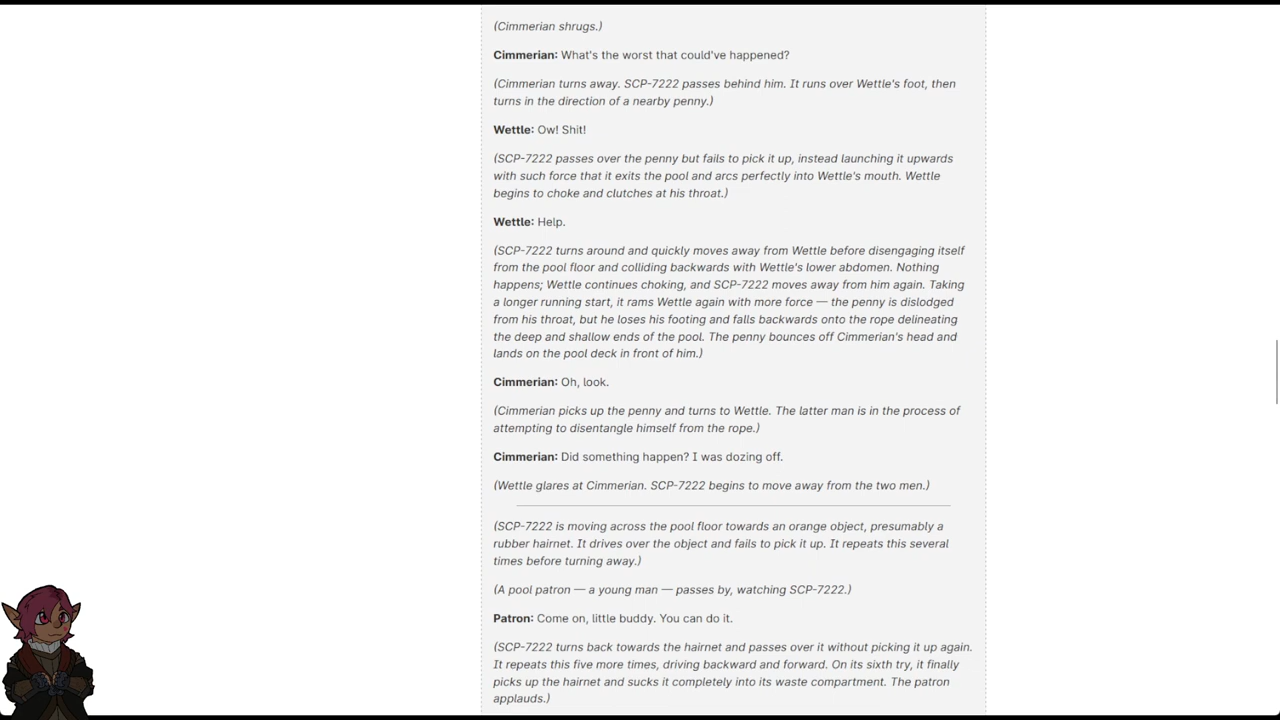 (Cimmerian shrugs.)
Cimmerian: What's the worst that could've happened?
(Cimmerian turns away. SCP-7222 passes behind him. It runs over Wettle's foot, then
turns in the direction of a nearby penny.)
Wettle: Ow! Shit!
(SCP-7222 passes over the penny but fails to pick it up, instead launching it upwards
with such force that it exits the pool and arcs perfectly into Wettle's mouth. Wettle
begins to choke and clutches at his throat.)
Wettle: Help.
(SCP-7222 turns around and quickly moves away from Wettle before disengaging itself
from the pool floor and colliding backwards with Wettle's lower abdomen. Nothing
happens; Wettle continues choking, and SCP-7222 moves away from him again. Taking
a longer running start, it rams Wettle again with more force — the penny is dislodged
from his throat, but he loses his footing and falls backwards onto the rope delineating
the deep and shallow ends of the pool. The penny bounces off Cimmerian's head and
lands on the pool deck in front of him.)
Cimmerian: Oh, look.
(Cimmerian picks up the penny and turns to Wettle. The latter man is in the process of
attempting to disentangle himself from the rope.)
Cimmerian: Did something happen? I was dozing off.
(Wettle glares at Cimmerian. SCP-7222 begins to move away from the two men.)
(SCP-7222 is moving across the pool floor towards an orange object, presumably a
rubber hairnet. It drives over the object and fails to pick it up. It repeats this several
times before turning away.)
(A pool patron — a young man — passes by, watching SCP-7222.)
Patron: Come on, little buddy. You can do it.
(SCP-7222 turns back towards the hairnet and passes over it without picking it up again.
It repeats this five more times, driving backward and forward. On its sixth try, it finally
picks up the hairnet and sucks it completely into its waste compartment. The patron
applauds.)